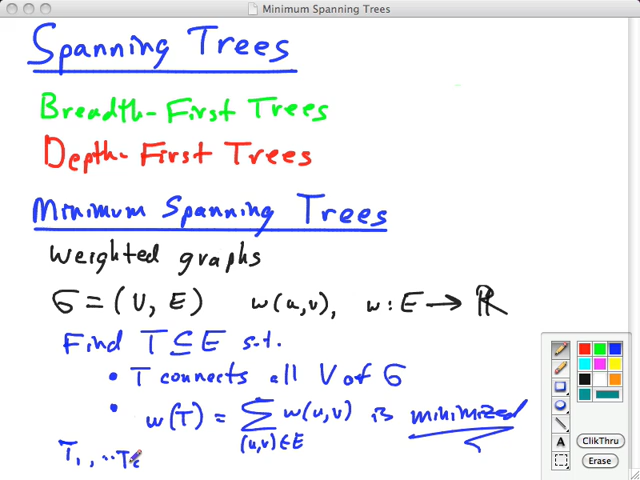 Minimum Spanning Trees
Spanning Trees
Breadth-First Trees
Depth-First Trees
Minimum Spanning Trees
Weighted graphs
G = (V, E) w(u,v), w: E → ℝ
Find T ⊆ E s.t.
• T connects all V of G
• w(T) = ∑ w(u,v) is minimized
(u,v) ∈ E
T₁, ..
ClikThru
Erase
A